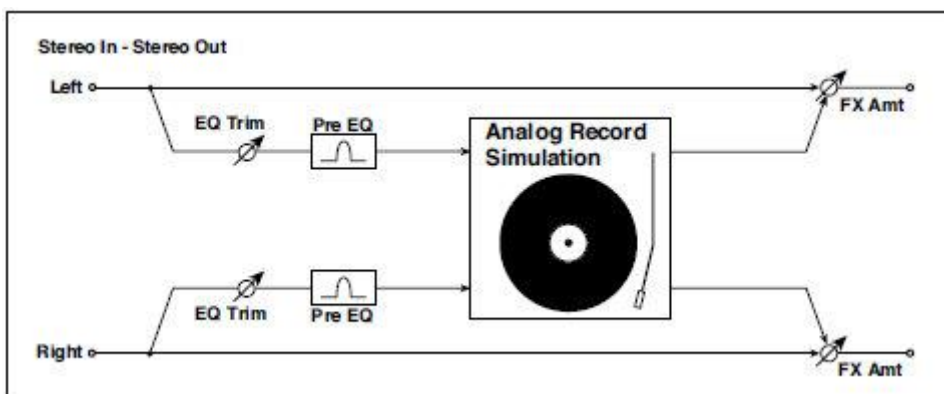 Stereo In - Stereo Out
Left
FX Amt
EQ Trim
Pre EQ
Analog Record
Simulation
EQ Trim
Pre EQ
Right
FX Amt